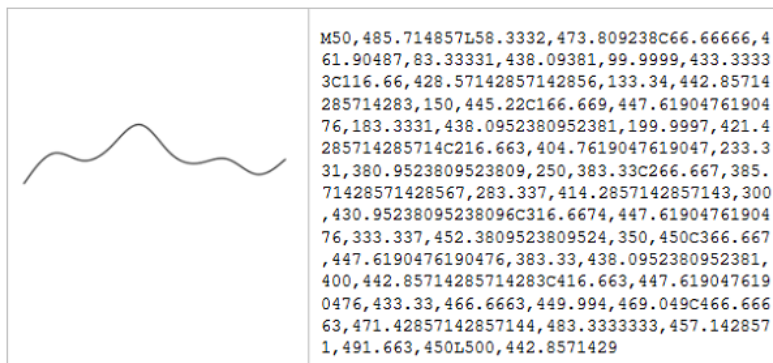 M50,485.714857L58.3332,473.809238C66.66666,4
61.90487,83.33331,438.09381,99.9999,433.3333
3C116.66,428.57142857142856,133.34,442.85714
285714283,150,445.22C166.669,447.61904761904
76,183.3331,438.0952380952381,199.9997,421.4
285714285714C216.663,404.7619047619047,233.3
331,380.9523809523809,250,383.33C266.667,385.
71428571428567,283.337,414.2857142857143,300
,430.95238095238096C316.6674,447.61904761904
76,333.337,452.3809523809524,350,450C366.667
,447.6190476190476,383.33,438.0952380952381,
400,442.85714285714283C416.663,447.619047619
0476,433.33,466.6663,449.994,469.049C466.666
63,471.42857142857144,483.3333333,457.142857
1,491.663,450L500,442.8571429